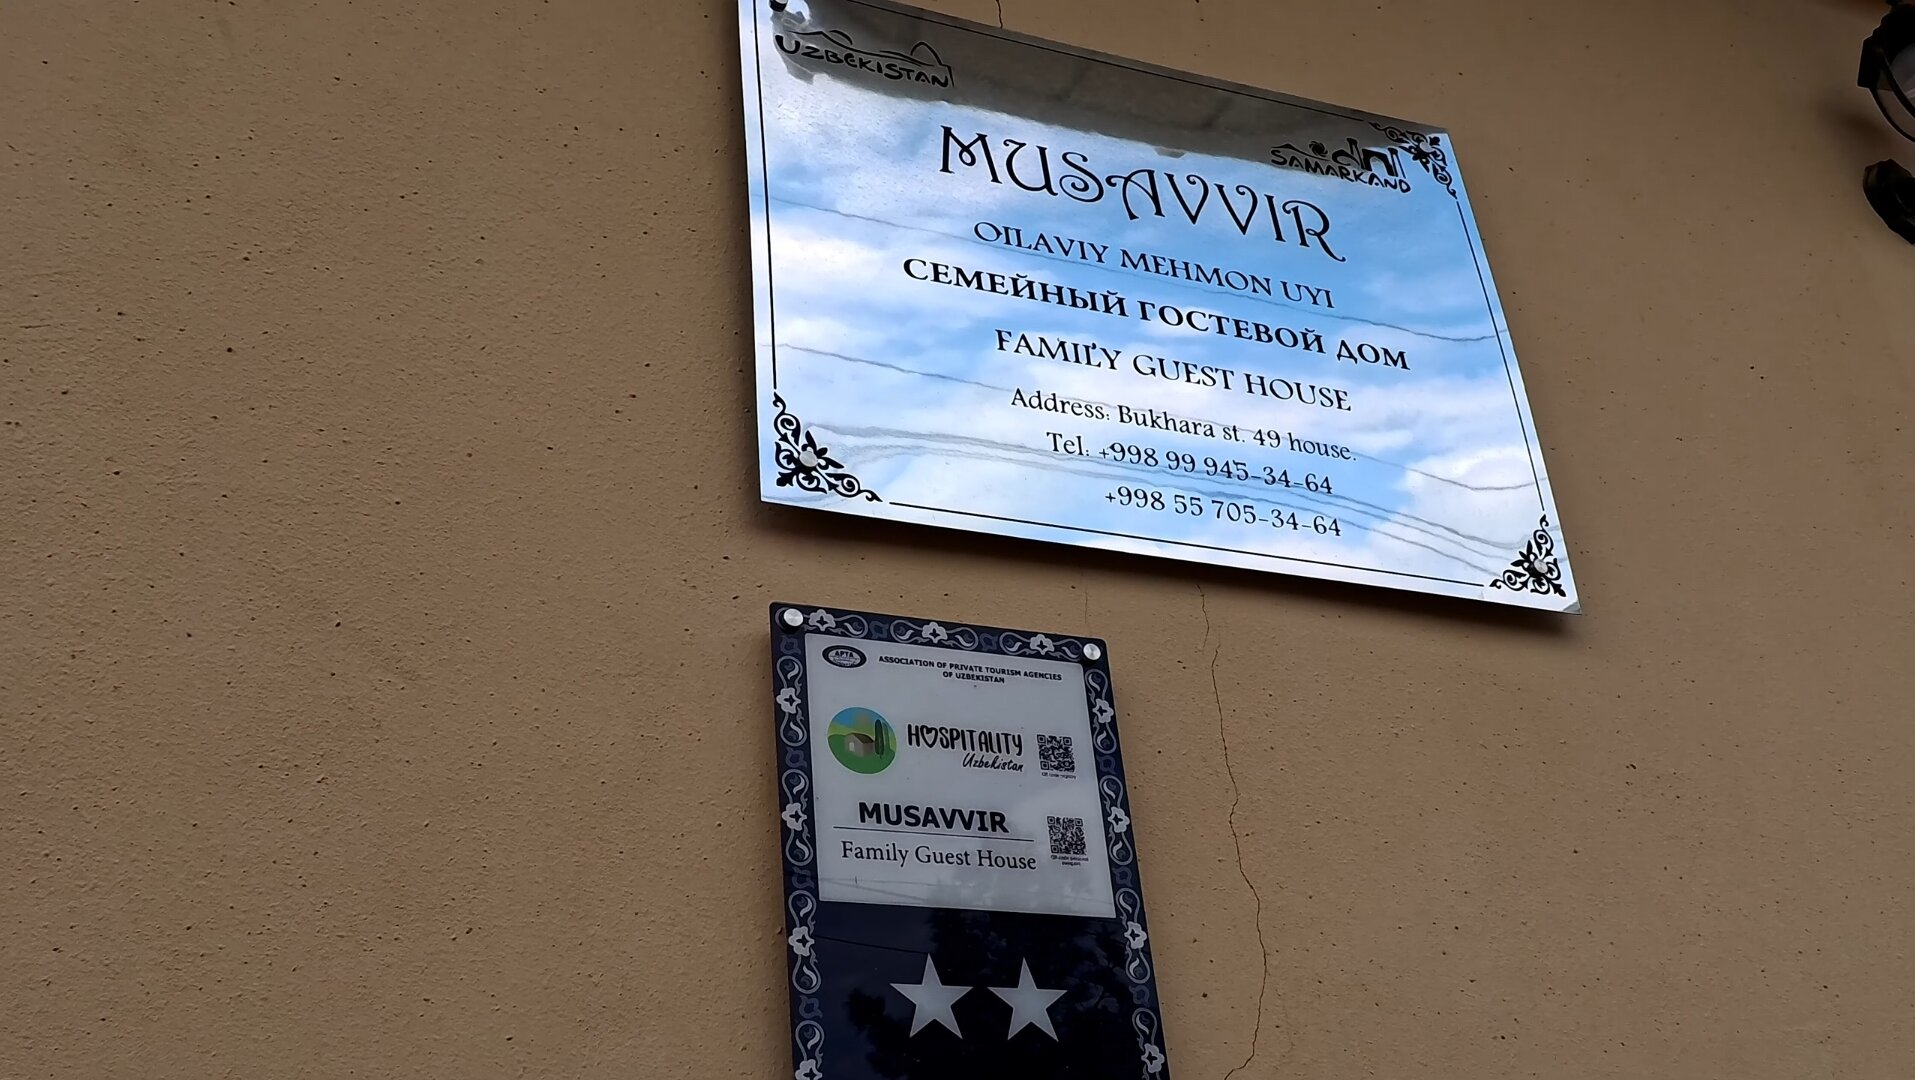 UZBEKISTAN
SAMARKAND
MUSAVVIR
OILAVIY MEHMON UYI
СЕМЕЙНЫЙ ГОСТЕВОЙ ДОМ
FAMILY GUEST HOUSE
Address: Bukhara st. 49 house.
Tel: +998 99 945-34-64
+998 55 705-34-64
APTA
ASSOCIATION OF PRIVATE TOURISM AGENCIES
OF UZBEKISTAN
HOSPITALITY
Uzbekistan
MUSAVVIR
Family Guest House